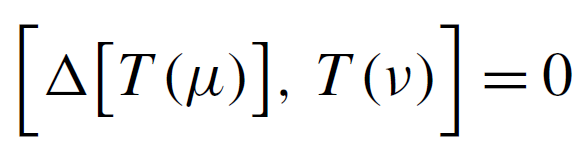 [Δ[T(μ)], T(ν)] = 0